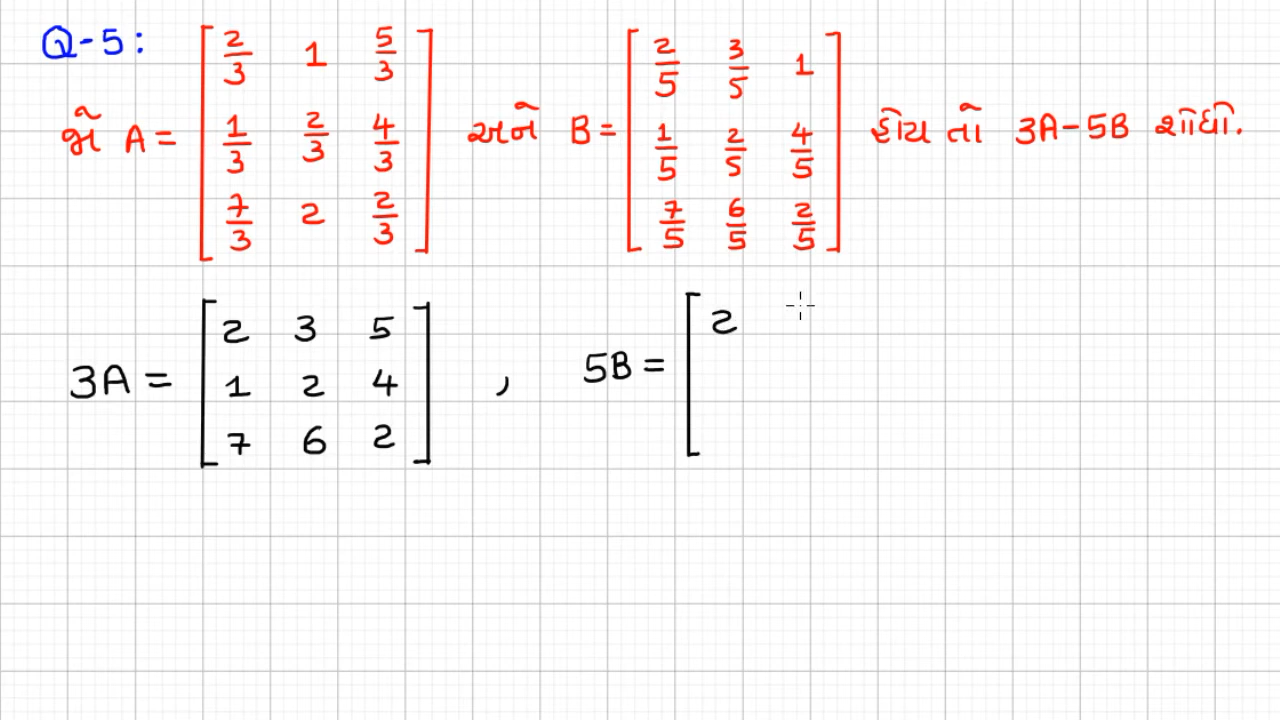 Q-5:
જો A = [ 2/3 1 5/3 ; 1/3 2/3 4/3 ; 7/3 2 2/3 ] અને B = [ 2/5 3/5 1 ; 1/5 2/5 4/5 ; 7/5 6/5 2/5 ] હોય તો 3A-5B શોધો.
3A = [ 2 3 5 ; 1 2 4 ; 7 6 2 ] , 5B = [ 2